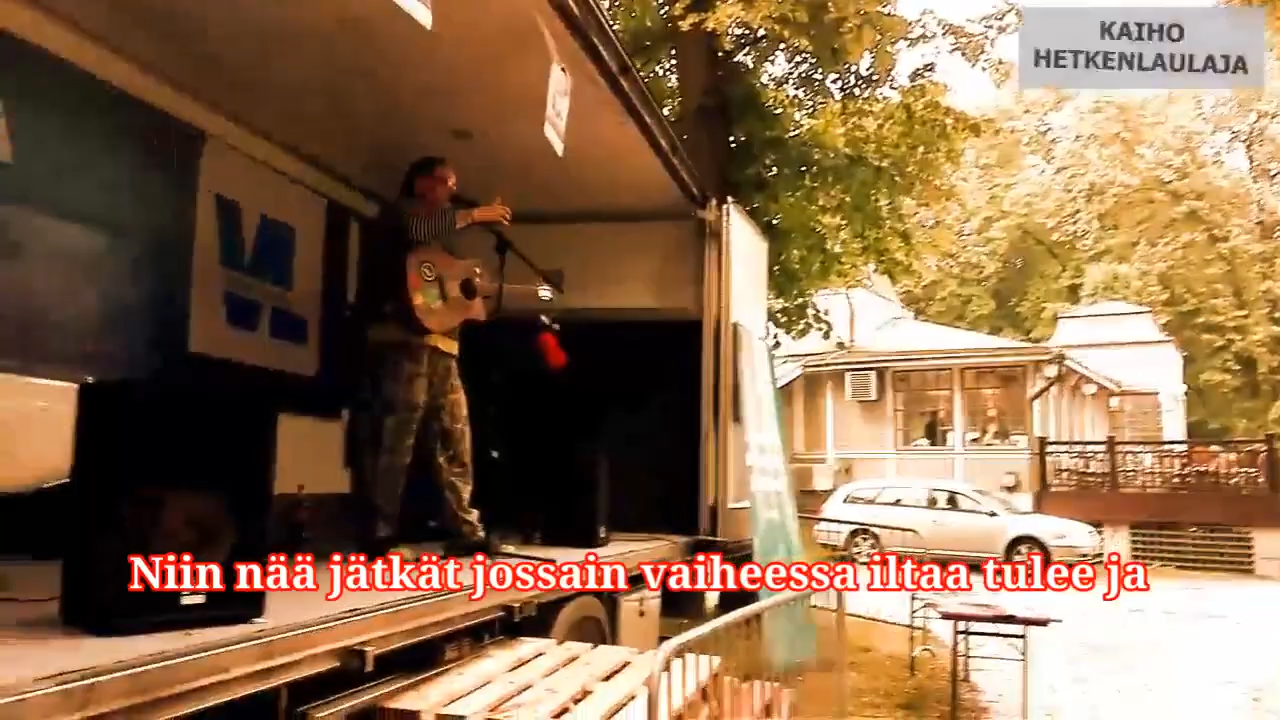 KAIHO
HETKENLAULAJA
Niin nää jätkät jossain vaiheessa iltaa tulee ja